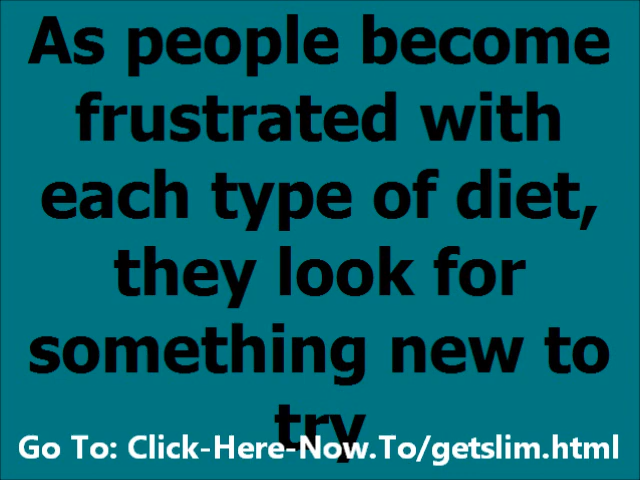 As people become
frustrated with
each type of diet,
they look for
something new to
try
Go To: Click-Here-Now.To/getslim.html